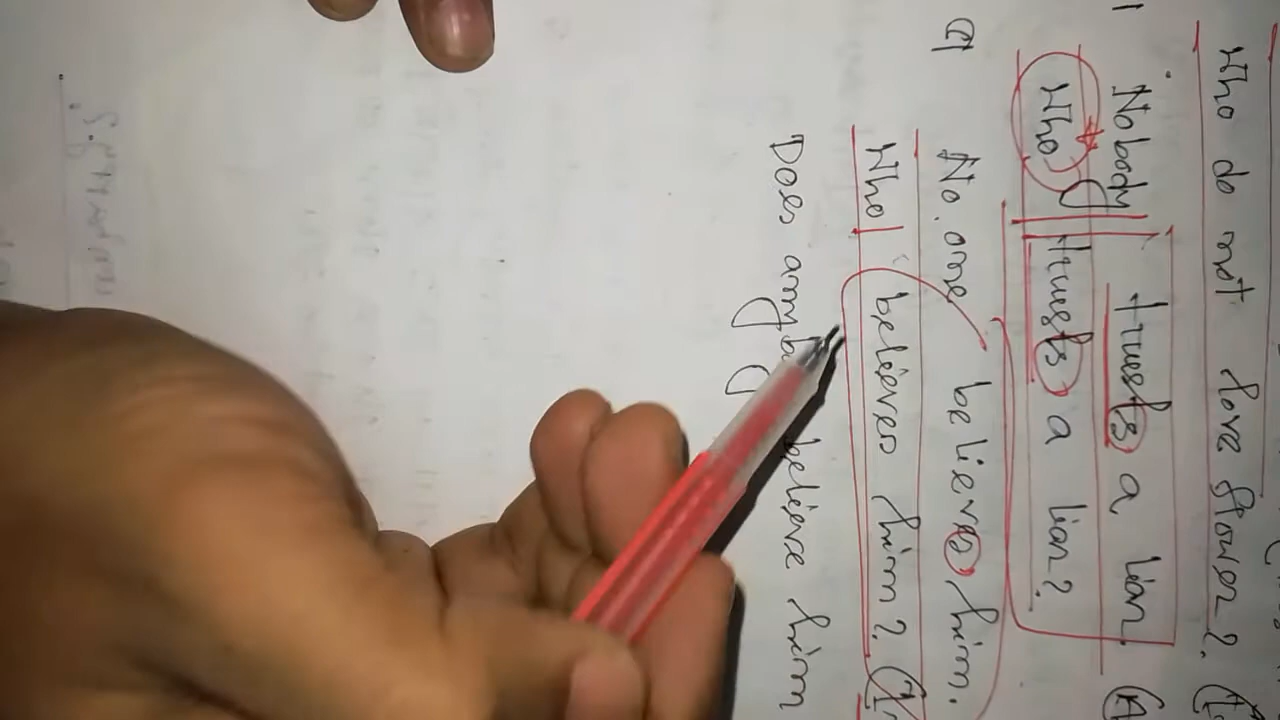 Who do not love flower?
Nobody trusts a liar.
Who trusts a liar?
No one believes him.
Who believes him?
Does anybody believe him